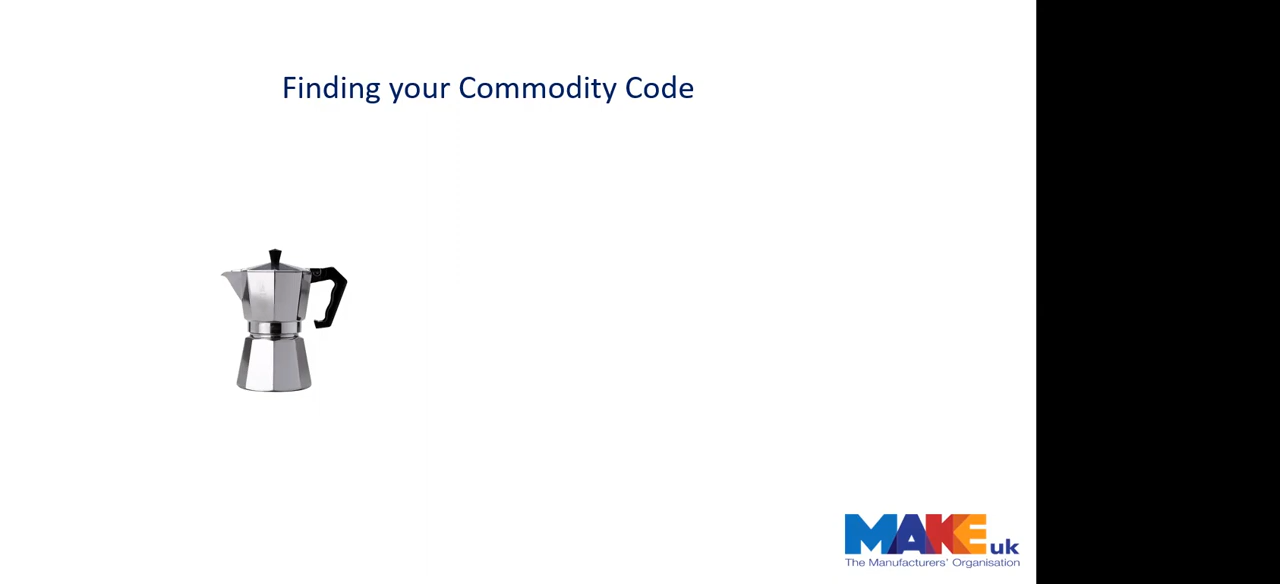 Finding your Commodity Code
MAKE uk
The Manufacturers' Organisation